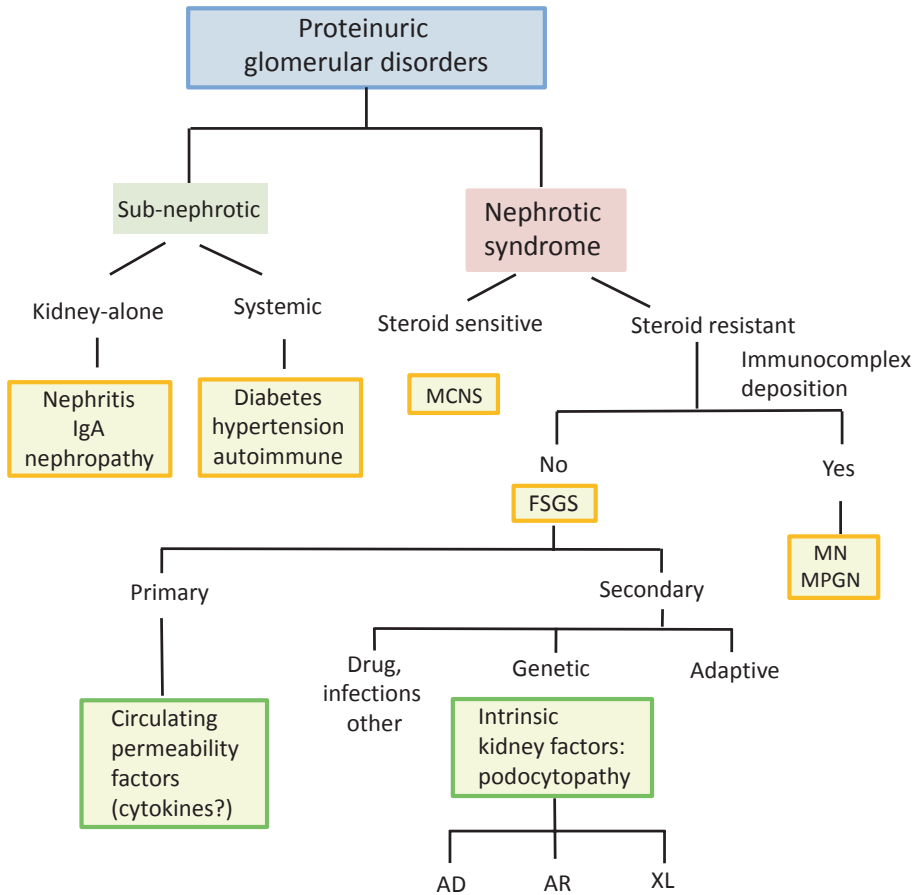 Proteinuric
glomerular disorders
Sub-nephrotic
Nephrotic
syndrome
Kidney-alone
Systemic
Steroid sensitive
Steroid resistant
Immunocomplex
deposition
Nephritis
IgA
nephropathy
Diabetes
hypertension
autoimmune
MCNS
No
Yes
FSGS
MN
MPGN
Primary
Secondary
Drug,
infections
other
Genetic
Adaptive
Circulating
permeability
factors
(cytokines?)
Intrinsic
kidney factors:
podocytopathy
AD
AR
XL